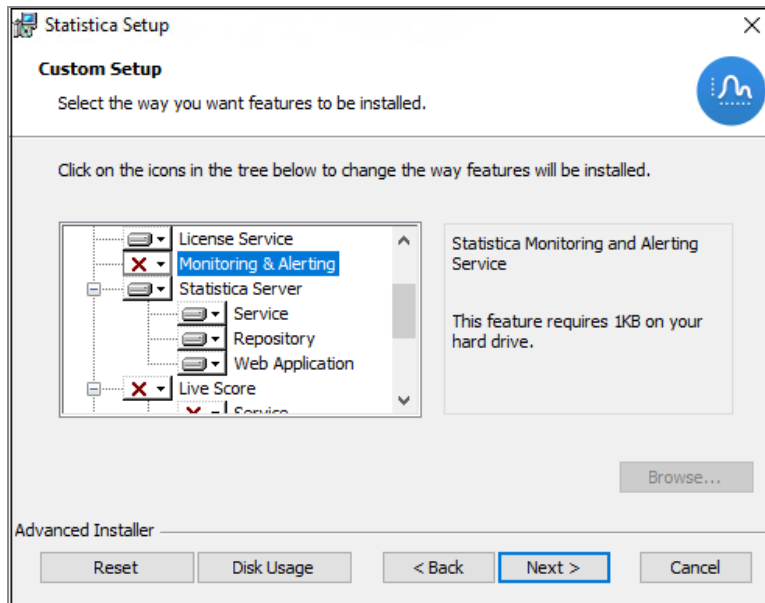 Statistica Setup
Custom Setup
Select the way you want features to be installed.
Click on the icons in the tree below to change the way features will be installed.
License Service
Monitoring & Alerting
Statistica Server
Service
Repository
Web Application
Live Score
Service
Statistica Monitoring and Alerting
Service
This feature requires 1KB on your
hard drive.
Browse...
Advanced Installer
Reset
Disk Usage
< Back
Next >
Cancel